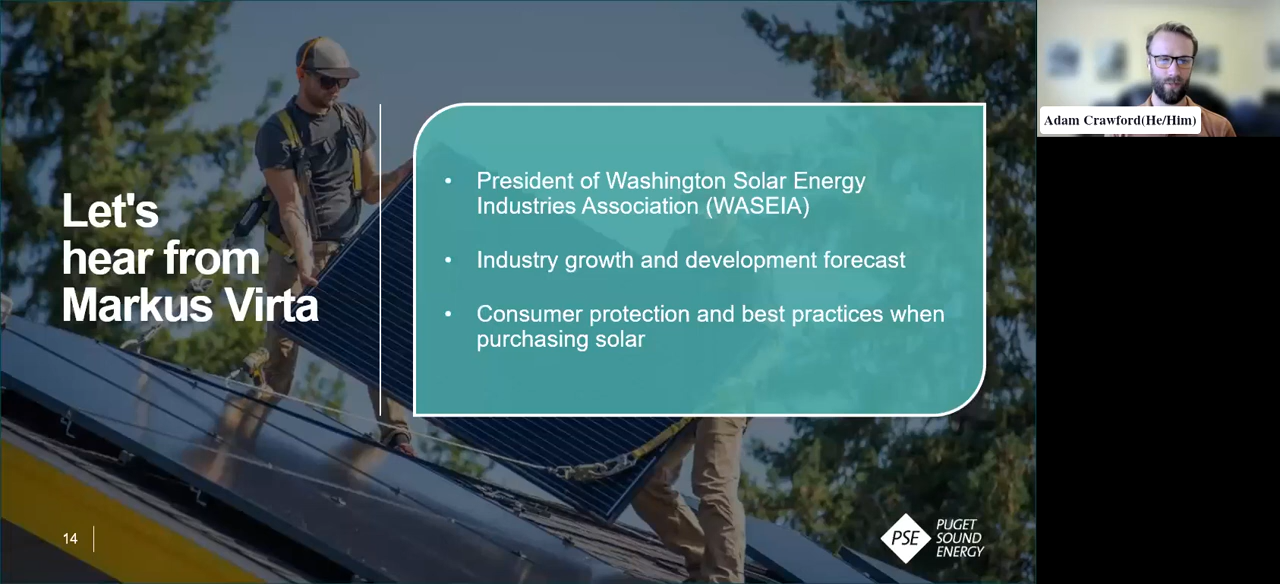 Let's
hear from
Markus Virta
• President of Washington Solar Energy
Industries Association (WASEIA)
• Industry growth and development forecast
• Consumer protection and best practices when
purchasing solar
14
PSE
PUGET
SOUND
ENERGY
Adam Crawford(He/Him)